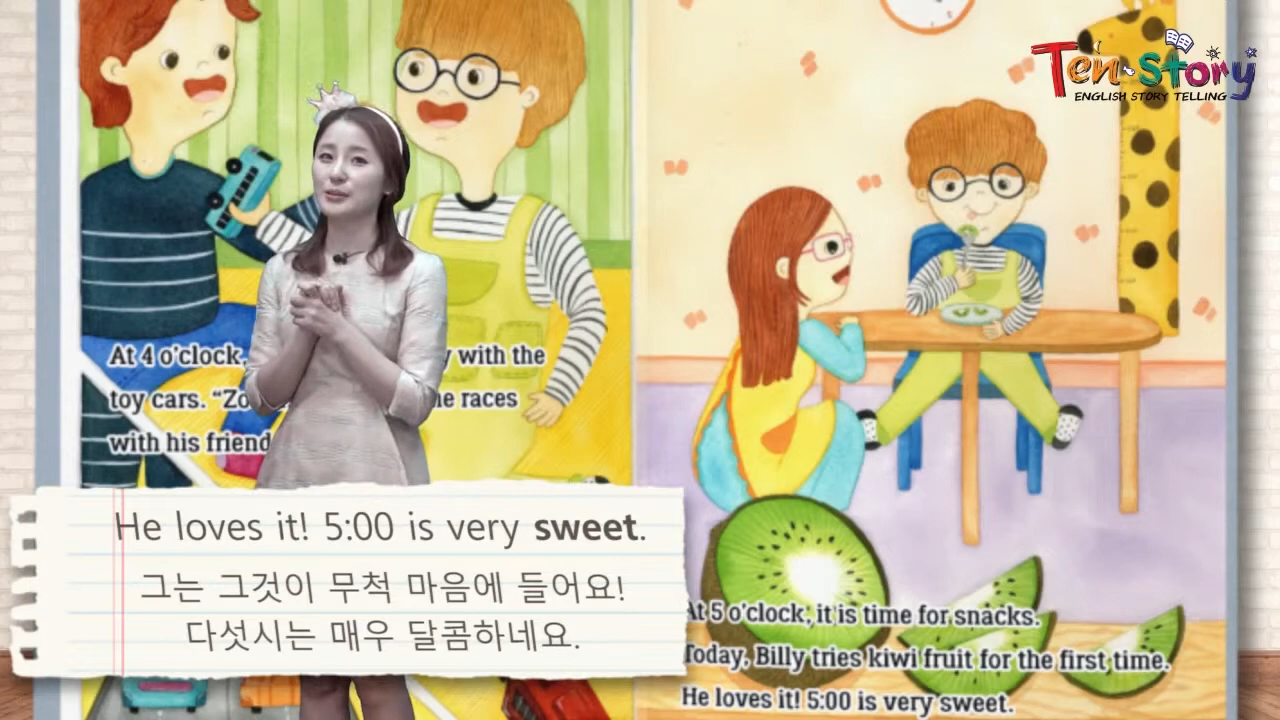 Ten Story
ENGLISH STORY TELLING
At 4 o'clock, with the
toy cars. "Zo races
with his friend
He loves it! 5:00 is very sweet.
그는 그것이 무척 마음에 들어요!
다섯시는 매우 달콤하네요.
At 5 o'clock, it is time for snacks.
Today, Billy tries kiwi fruit for the first time.
He loves it! 5:00 is very sweet.